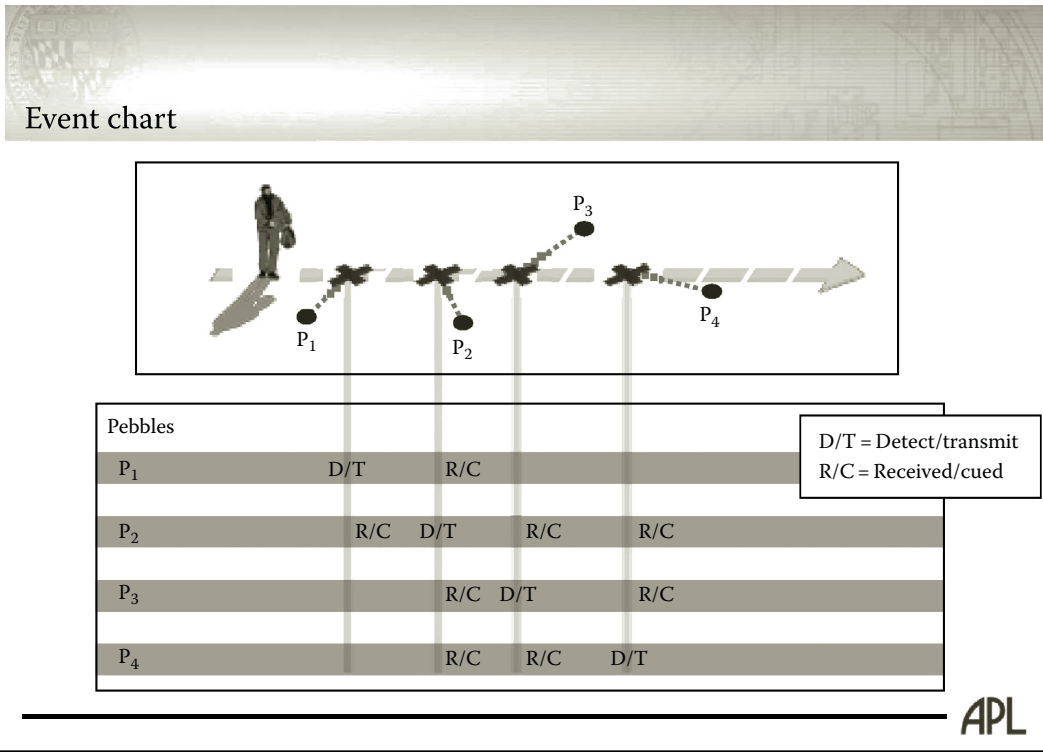 Event chart
P3
P1
P2
P4
Pebbles
D/T = Detect/transmit
R/C = Received/cued
P1 D/T R/C
P2 R/C D/T R/C R/C
P3 R/C D/T R/C
P4 R/C R/C D/T
APL